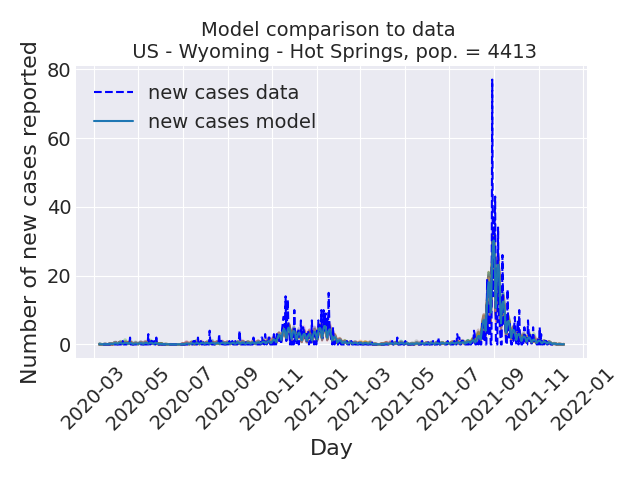 Model comparison to data
US - Wyoming - Hot Springs, pop. = 4413
Number of new cases reported
80
60
40
20
0
new cases data
new cases model
2020-03
2020-05
2020-07
2020-09
2020-11
2021-01
2021-03
2021-05
2021-07
2021-09
2021-11
2022-01
Day